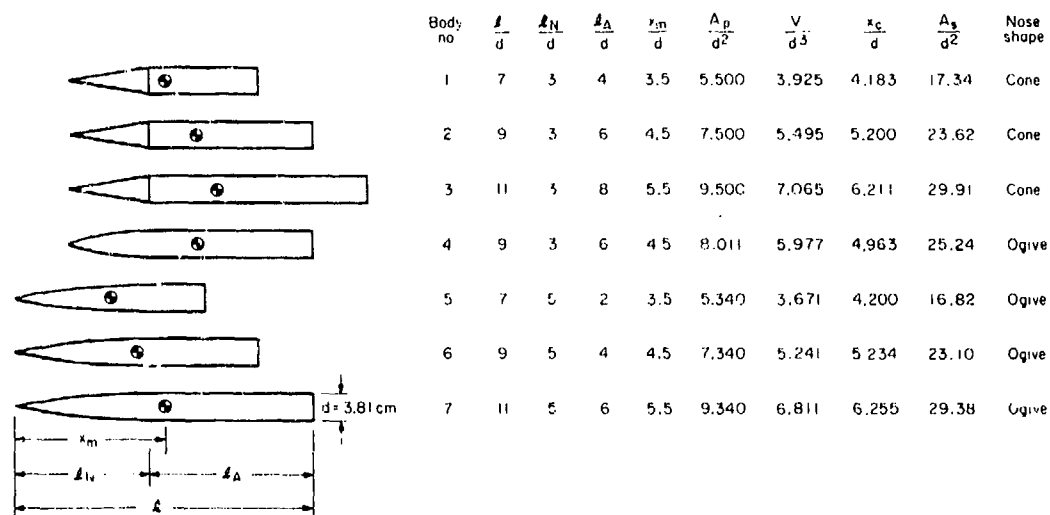 Body no ℓ/d ℓN/d ℓA/d xm/d Ap/d² V/d³ xc/d As/d² Nose shape
1 7 3 4 3.5 5.500 3.925 4.183 17.34 Cone
2 9 3 6 4.5 7.500 5.495 5.200 23.62 Cone
3 11 3 8 5.5 9.500 7.065 6.211 29.91 Cone
4 9 3 6 4.5 8.011 5.977 4.963 25.24 Ogive
5 7 5 2 3.5 5.340 3.671 4.200 16.82 Ogive
6 9 5 4 4.5 7.340 5.241 5.234 23.10 Ogive
7 11 5 6 5.5 9.340 6.811 6.255 29.38 Ogive
d = 3.81 cm
xm
ℓN ℓA
ℓ